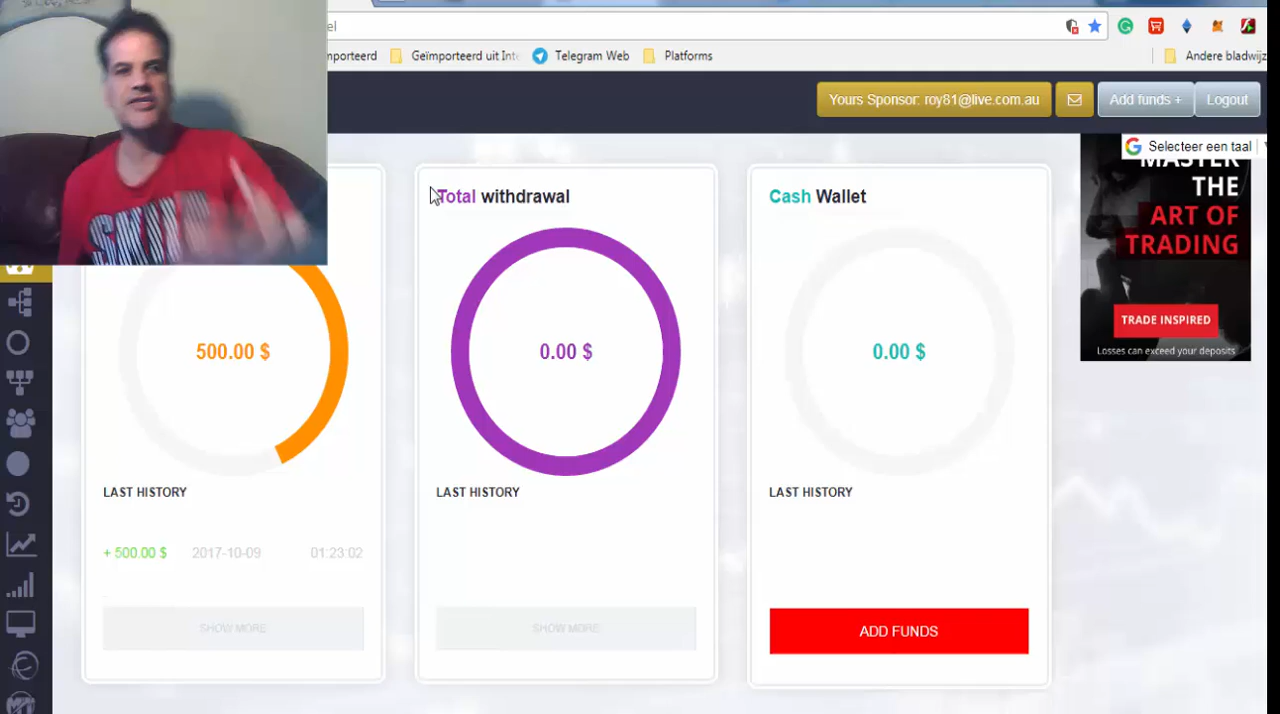 el
mporteerd
Geïmporteerd uit Int
Telegram Web
Platforms
Andere bladwijz
Yours Sponsor: roy81@live.com.au
Add funds +
Logout
Selecteer een taal
MASTER
THE
ART OF
TRADING
TRADE INSPIRED
Losses can exceed your deposits
500.00 $
LAST HISTORY
+ 500.00 $ 2017-10-09 01:23:02
SHOW MORE
Total withdrawal
0.00 $
LAST HISTORY
SHOW MORE
Cash Wallet
0.00 $
LAST HISTORY
ADD FUNDS